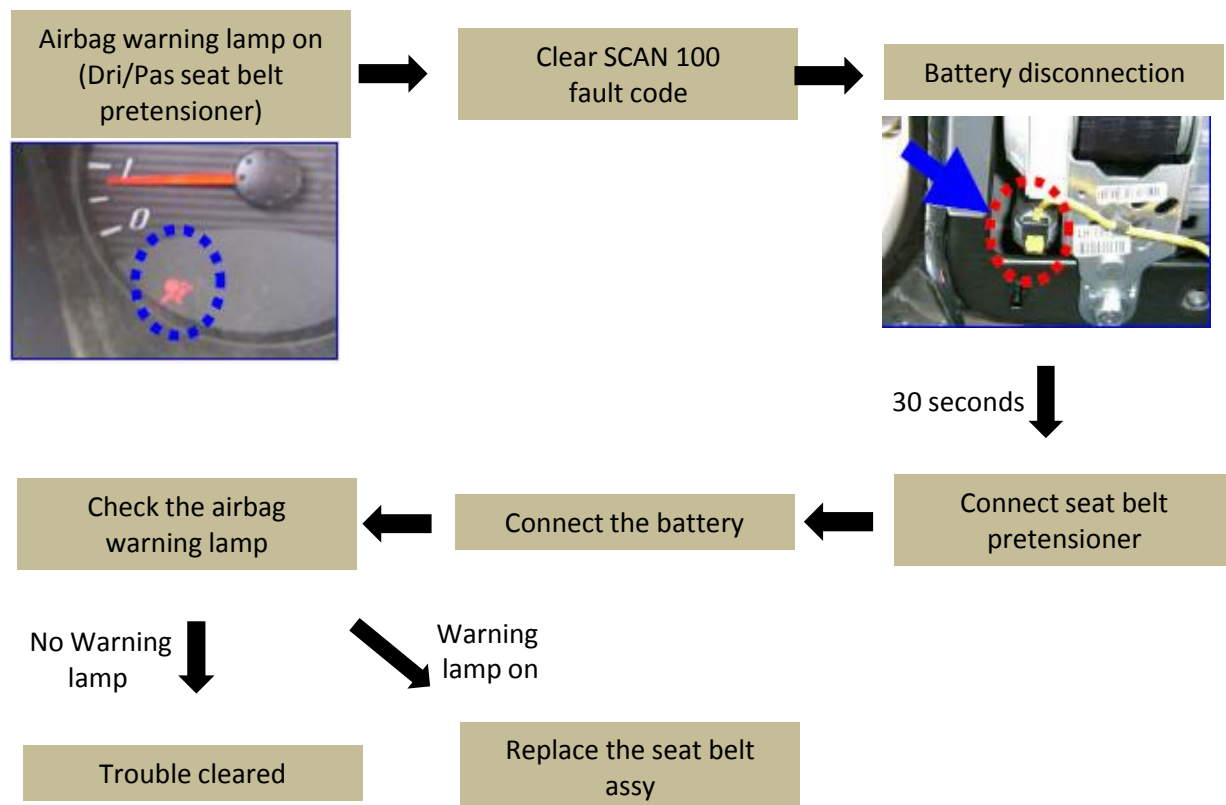 Airbag warning lamp on
(Dri/Pas seat belt
pretensioner)
Clear SCAN 100
fault code
Battery disconnection
1
0
30 seconds
Check the airbag
warning lamp
Connect the battery
Connect seat belt
pretensioner
No Warning
lamp
Warning
lamp on
Trouble cleared
Replace the seat belt
assy